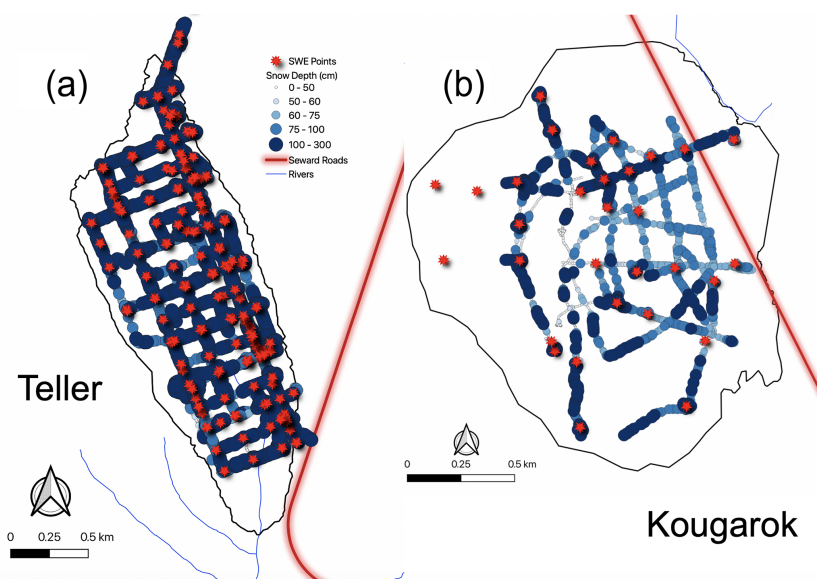 (a)
SWE Points
Snow Depth (cm)
0 - 50
50 - 60
60 - 75
75 - 100
100 - 300
Seward Roads
Rivers
Teller
0 0.25 0.5 km
(b)
0 0.25 0.5 km
Kougarok